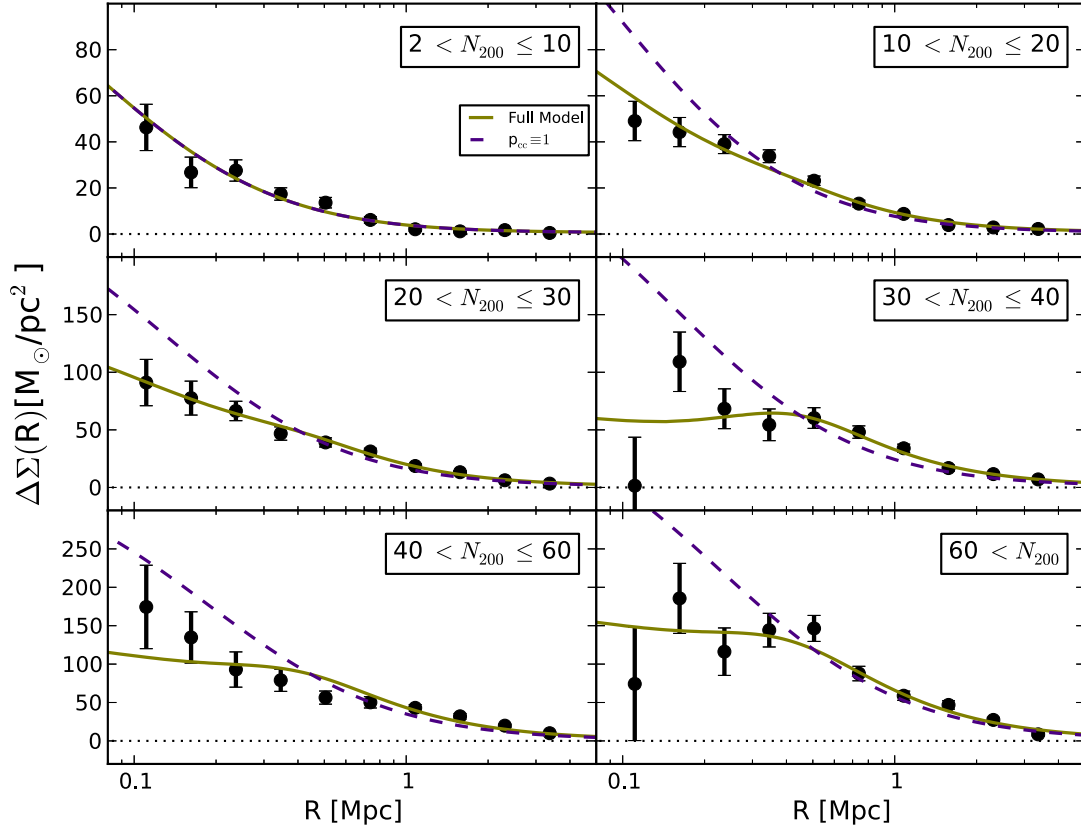 2 < N200 ≤ 10
10 < N200 ≤ 20
80
60
40
20
0
Full Model
pcc≡1
20 < N200 ≤ 30
30 < N200 ≤ 40
150
100
50
0
ΔΣ(R)[M⊙/pc²]
40 < N200 ≤ 60
60 < N200
250
200
150
100
50
0
0.1 1
0.1 1
R [Mpc]
R [Mpc]